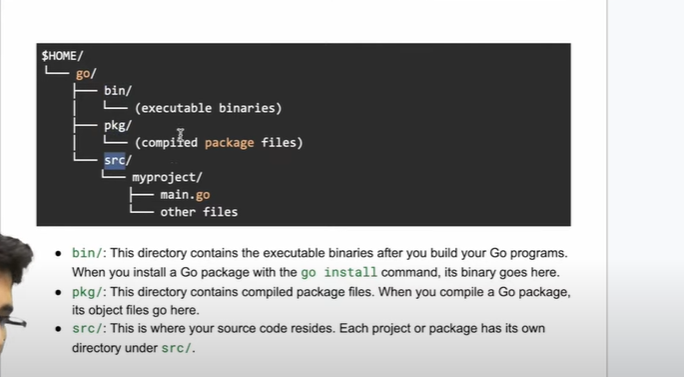 $HOME/
└── go/
├── bin/
│ └── (executable binaries)
├── pkg/
│ └── (compiled package files)
└── src/
└── myproject/
├── main.go
└── other files
● bin/: This directory contains the executable binaries after you build your Go programs.
When you install a Go package with the go install command, its binary goes here.
● pkg/: This directory contains compiled package files. When you compile a Go package,
its object files go here.
● src/: This is where your source code resides. Each project or package has its own
directory under src/.